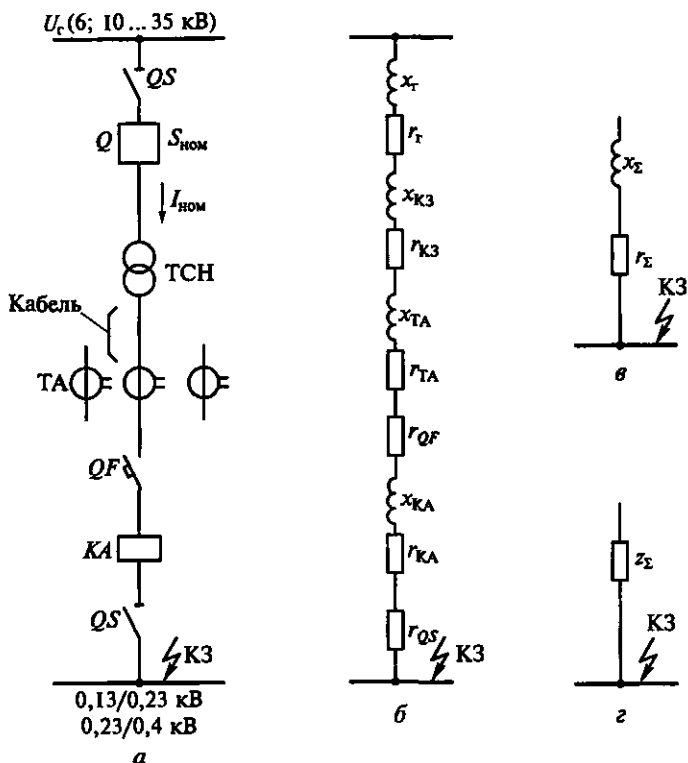 U_г (6; 10 ... 35 кВ)
QS
Q
S_ном
I_ном
ТСН
Кабель
ТА
QF
КА
QS
КЗ
0,13/0,23 кВ
0,23/0,4 кВ
а
x_т
r_т
x_КЗ
r_КЗ
x_ТА
r_ТА
r_QF
x_КА
r_КА
r_QS
КЗ
б
x_Σ
r_Σ
КЗ
в
z_Σ
КЗ
г